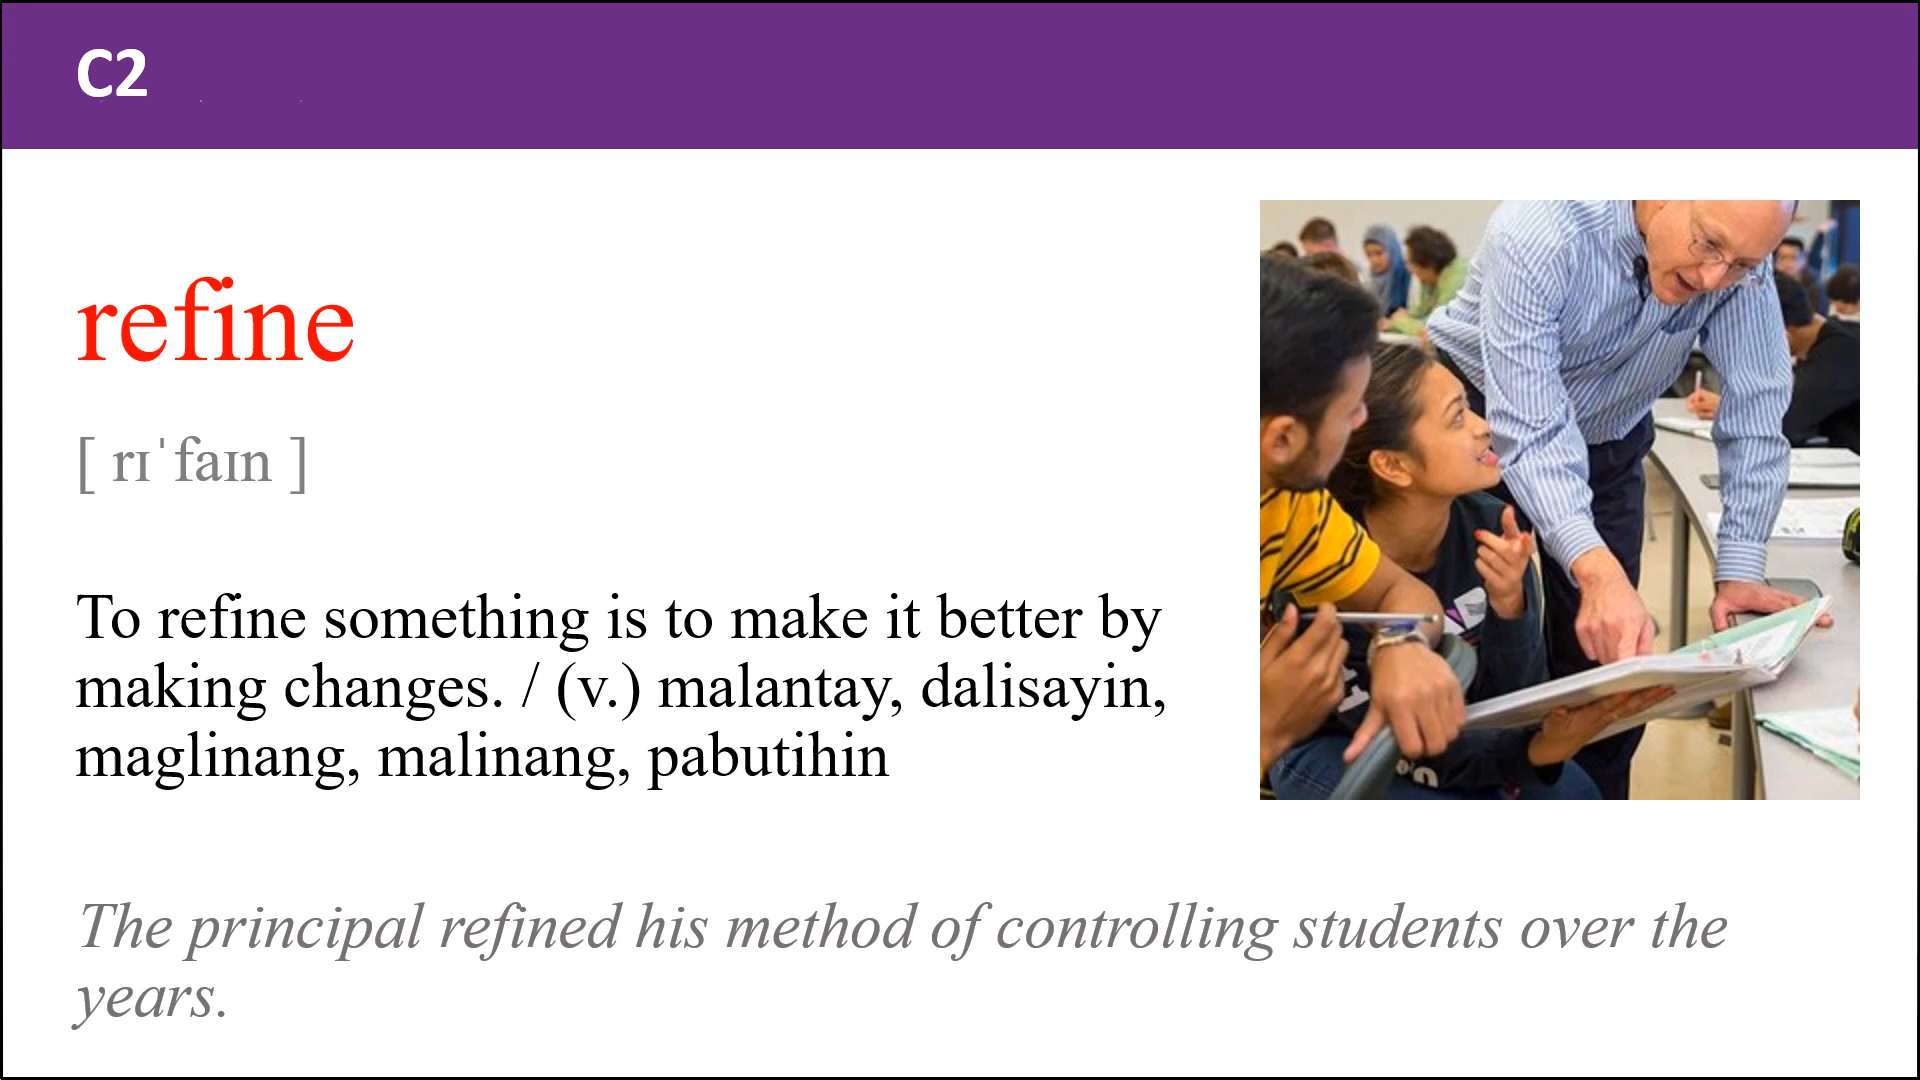 C2
refine
[ rɪˈfaɪn ]
To refine something is to make it better by
making changes. / (v.) malantay, dalisayin,
maglinang, malinang, pabutihin
The principal refined his method of controlling students over the
years.